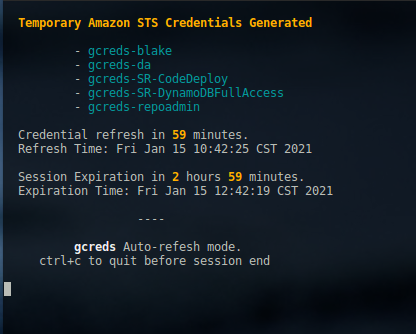 Temporary Amazon STS Credentials Generated
- gcreds-blake
- gcreds-da
- gcreds-SR-CodeDeploy
- gcreds-SR-DynamoDBFullAccess
- gcreds-repoadmin
Credential refresh in 59 minutes.
Refresh Time: Fri Jan 15 10:42:25 CST 2021
Session Expiration in 2 hours 59 minutes.
Expiration Time: Fri Jan 15 12:42:19 CST 2021
----
gcreds Auto-refesh mode.
ctrl+c to quit before session end